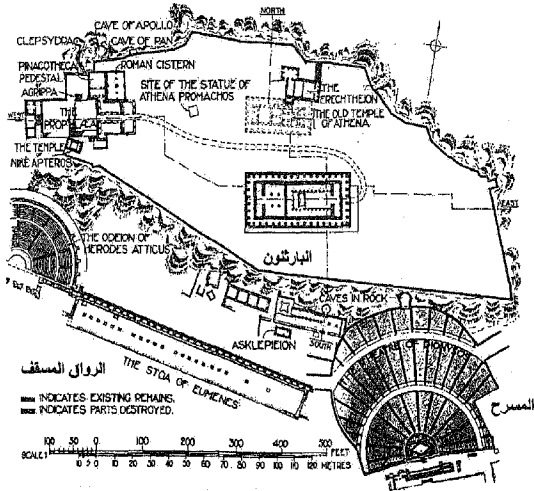 NORTH
CAVE OF APOLLO
CLEPSYDRA
CAVE OF PAN
PINACOTHECA
ROMAN CISTERN
PEDESTAL
AGRIPPA
SITE OF THE STATUE OF
ATHENA PROMACHOS
THE
ERECHTHEION
THE OLD TEMPLE
OF ATHENA
WEST
THE
PROPYLAEA
THE TEMPLE
NIKÈ APTEROS
EAST
البارثنون
THE ODEION OF
HERODES ATTICUS
CAVES IN ROCK
ASKLEPIEION
SOUTH
THE STOA OF EUMENES
الروال المسقف
المسرح
INDICATES EXISTING REMAINS.
INDICATES PARTS DESTROYED.
SCALE
100 50 0 100 200 300 400 500 FEET
10 0 10 20 30 40 50 60 70 80 90 100 110 120 METRES